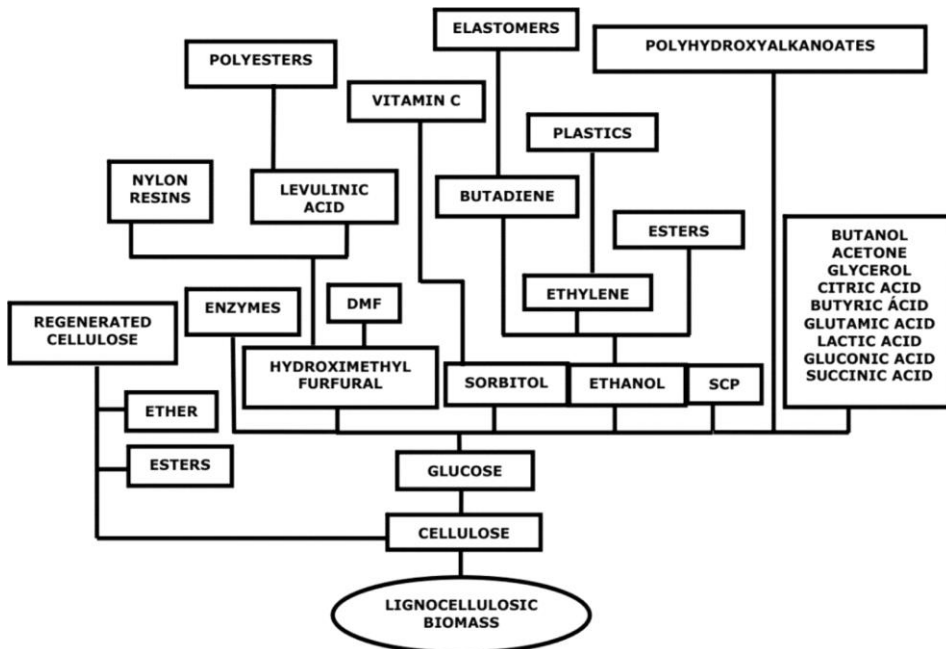 ELASTOMERS
POLYHYDROXYALKANOATES
POLYESTERS
VITAMIN C
PLASTICS
NYLON
RESINS
LEVULINIC
ACID
BUTADIENE
ESTERS
BUTANOL
ACETONE
GLYCEROL
CITRIC ACID
BUTYRIC ÁCID
GLUTAMIC ACID
LACTIC ACID
GLUCONIC ACID
SUCCINIC ACID
REGENERATED
CELLULOSE
ENZYMES
DMF
ETHYLENE
HYDROXIMETHYL
FURFURAL
SORBITOL
ETHANOL
SCP
ETHER
ESTERS
GLUCOSE
CELLULOSE
LIGNOCELLULOSIC
BIOMASS